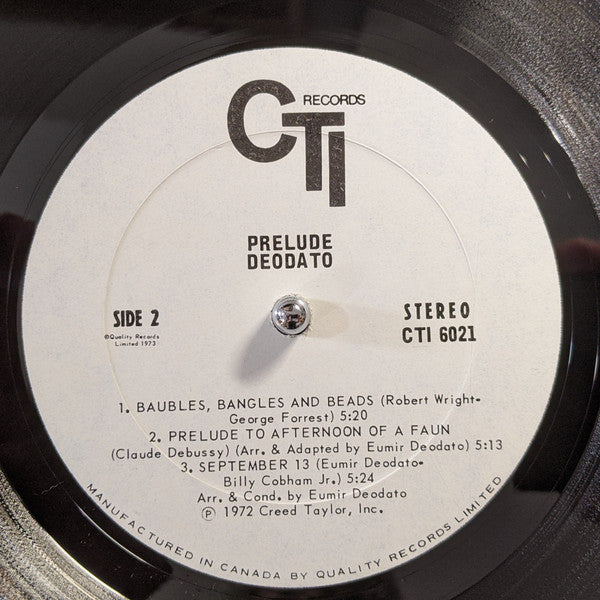 CTI RECORDS
PRELUDE
DEODATO
SIDE 2
©Quality Records
Limited 1973
STEREO
CTI 6021
1. BAUBLES, BANGLES AND BEADS (Robert Wright-
George Forrest) 5:20
2. PRELUDE TO AFTERNOON OF A FAUN
(Claude Debussy) (Arr. & Adapted by Eumir Deodato) 5:13
3. SEPTEMBER 13 (Eumir Deodato-
Billy Cobham Jr.) 5:24
Arr. & Cond. by Eumir Deodato
℗ 1972 Creed Taylor, Inc.
MANUFACTURED IN CANADA BY QUALITY RECORDS LIMITED